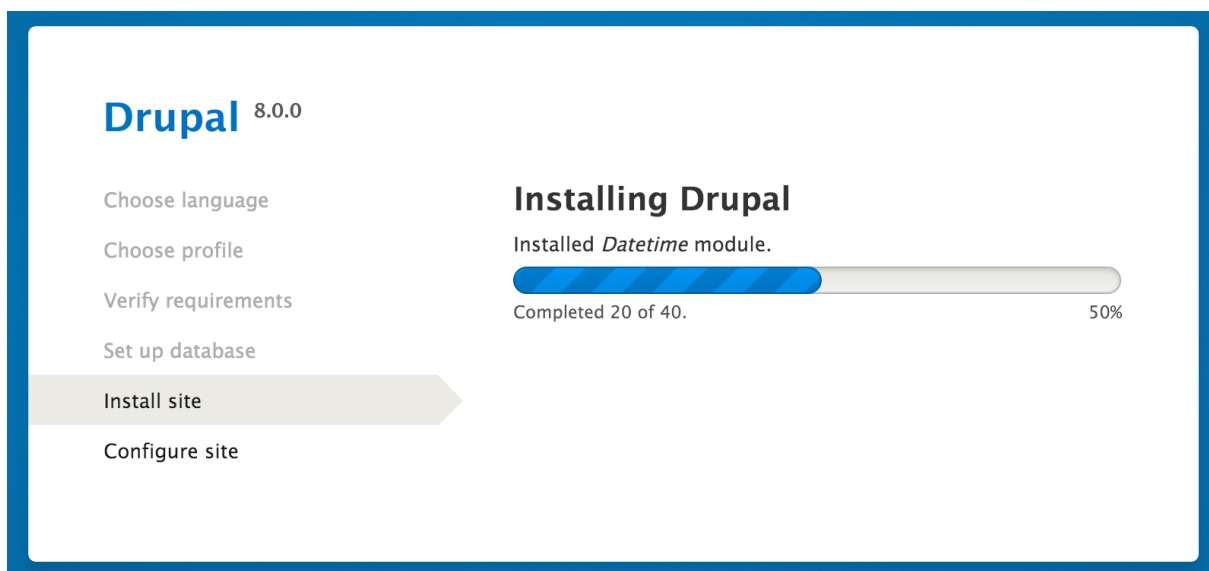 Drupal 8.0.0
Choose language
Choose profile
Verify requirements
Set up database
Install site
Configure site
Installing Drupal
Installed Datetime module.
Completed 20 of 40.
50%